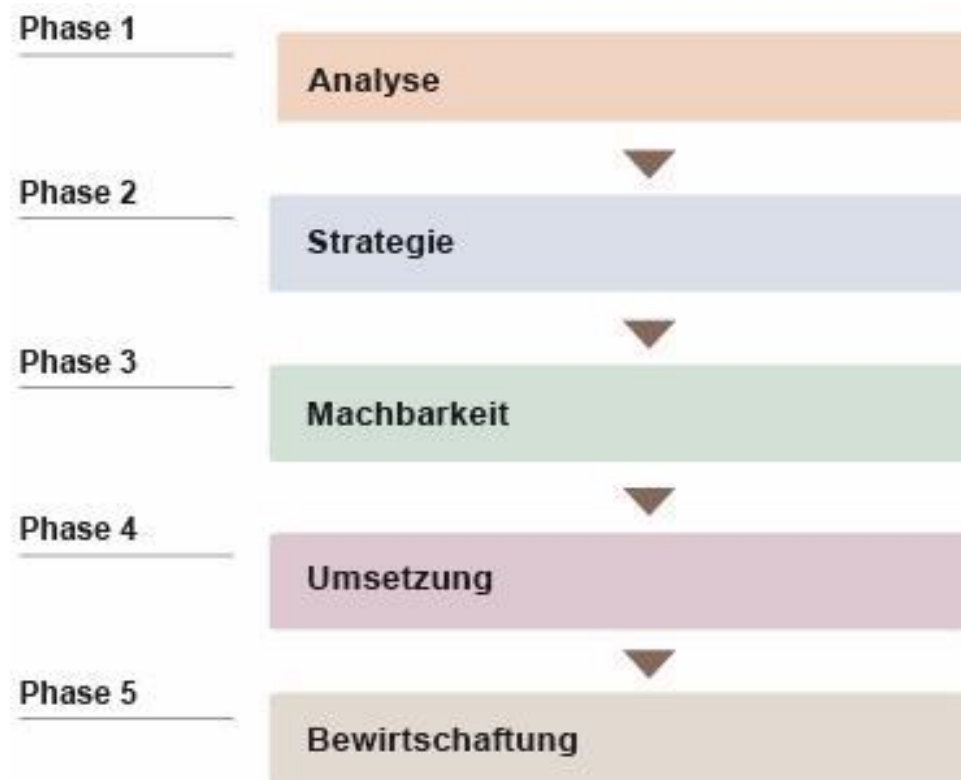 Phase 1
Analyse
Phase 2
Strategie
Phase 3
Machbarkeit
Phase 4
Umsetzung
Phase 5
Bewirtschaftung